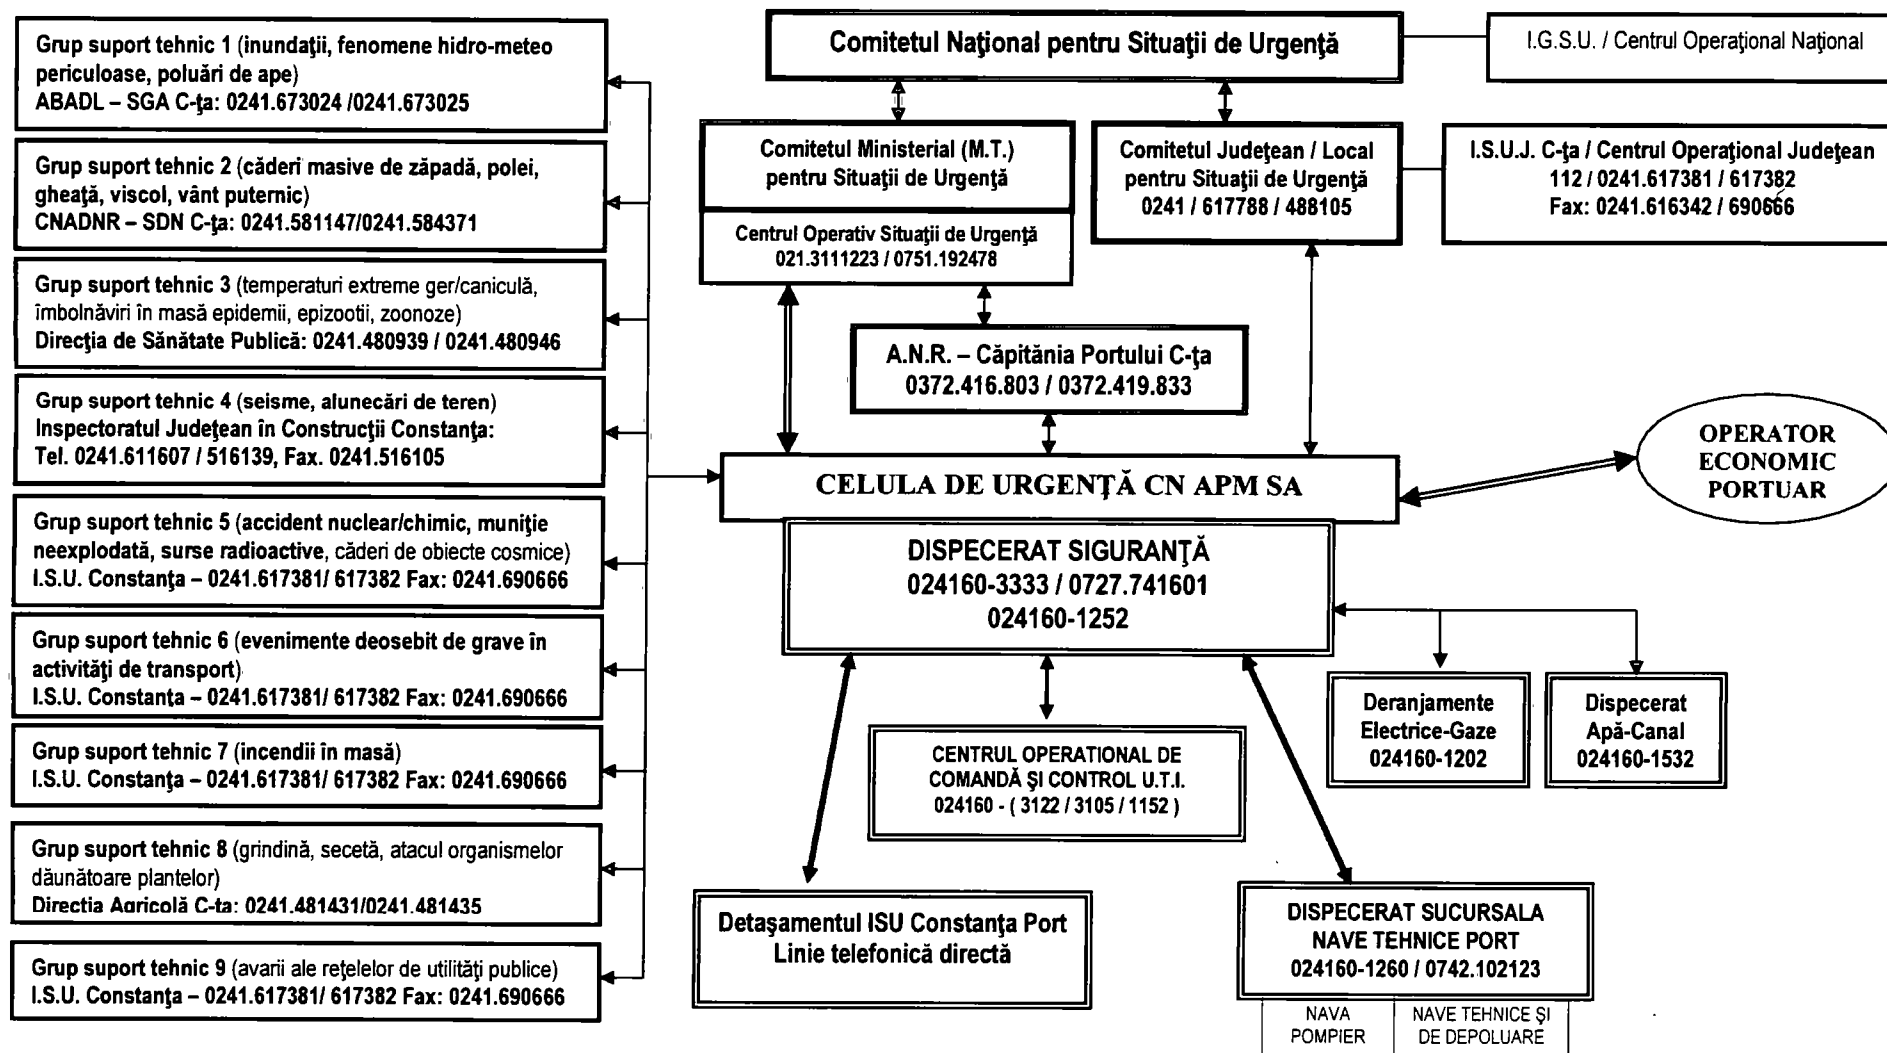 Grup suport tehnic 1 (inundaţii, fenomene hidro-meteo
periculoase, poluări de ape)
ABADL – SGA C-ţa: 0241.673024 /0241.673025
Grup suport tehnic 2 (căderi masive de zăpadă, polei,
gheaţă, viscol, vânt puternic)
CNADNR – SDN C-ţa: 0241.581147/0241.584371
Grup suport tehnic 3 (temperaturi extreme ger/caniculă,
îmbolnăviri în masă epidemii, epizootii, zoonoze)
Direcţia de Sănătate Publică: 0241.480939 / 0241.480946
Grup suport tehnic 4 (seisme, alunecări de teren)
Inspectoratul Judeţean în Construcţii Constanţa:
Tel. 0241.611607 / 516139, Fax. 0241.516105
Grup suport tehnic 5 (accident nuclear/chimic, muniţie
neexplodată, surse radioactive, căderi de obiecte cosmice)
I.S.U. Constanţa – 0241.617381/ 617382 Fax: 0241.690666
Grup suport tehnic 6 (evenimente deosebit de grave în
activităţi de transport)
I.S.U. Constanţa – 0241.617381/ 617382 Fax: 0241.690666
Grup suport tehnic 7 (incendii în masă)
I.S.U. Constanţa – 0241.617381/ 617382 Fax: 0241.690666
Grup suport tehnic 8 (grindină, secetă, atacul organismelor
dăunătoare plantelor)
Direcţia Agricolă C-ţa: 0241.481431/0241.481435
Grup suport tehnic 9 (avarii ale reţelelor de utilităţi publice)
I.S.U. Constanţa – 0241.617381/ 617382 Fax: 0241.690666
Comitetul Naţional pentru Situaţii de Urgenţă
I.G.S.U. / Centrul Operaţional Naţional
Comitetul Ministerial (M.T.)
pentru Situaţii de Urgenţă
Centrul Operativ Situaţii de Urgenţă
021.3111223 / 0751.192478
Comitetul Judeţean / Local
pentru Situaţii de Urgenţă
0241 / 617788 / 488105
I.S.U.J. C-ţa / Centrul Operaţional Judeţean
112 / 0241.617381 / 617382
Fax: 0241.616342 / 690666
A.N.R. – Căpitănia Portului C-ţa
0372.416.803 / 0372.419.833
CELULA DE URGENŢĂ CN APM SA
OPERATOR
ECONOMIC
PORTUAR
DISPECERAT SIGURANŢĂ
024160-3333 / 0727.741601
024160-1252
Deranjamente
Electrice-Gaze
024160-1202
Dispecerat
Apă-Canal
024160-1532
CENTRUL OPERATIONAL DE
COMANDĂ ŞI CONTROL U.T.I.
024160 - ( 3122 / 3105 / 1152 )
Detaşamentul ISU Constanţa Port
Linie telefonică directă
DISPECERAT SUCURSALA
NAVE TEHNICE PORT
024160-1260 / 0742.102123
NAVA
POMPIER
NAVE TEHNICE ŞI
DE DEPOLUARE